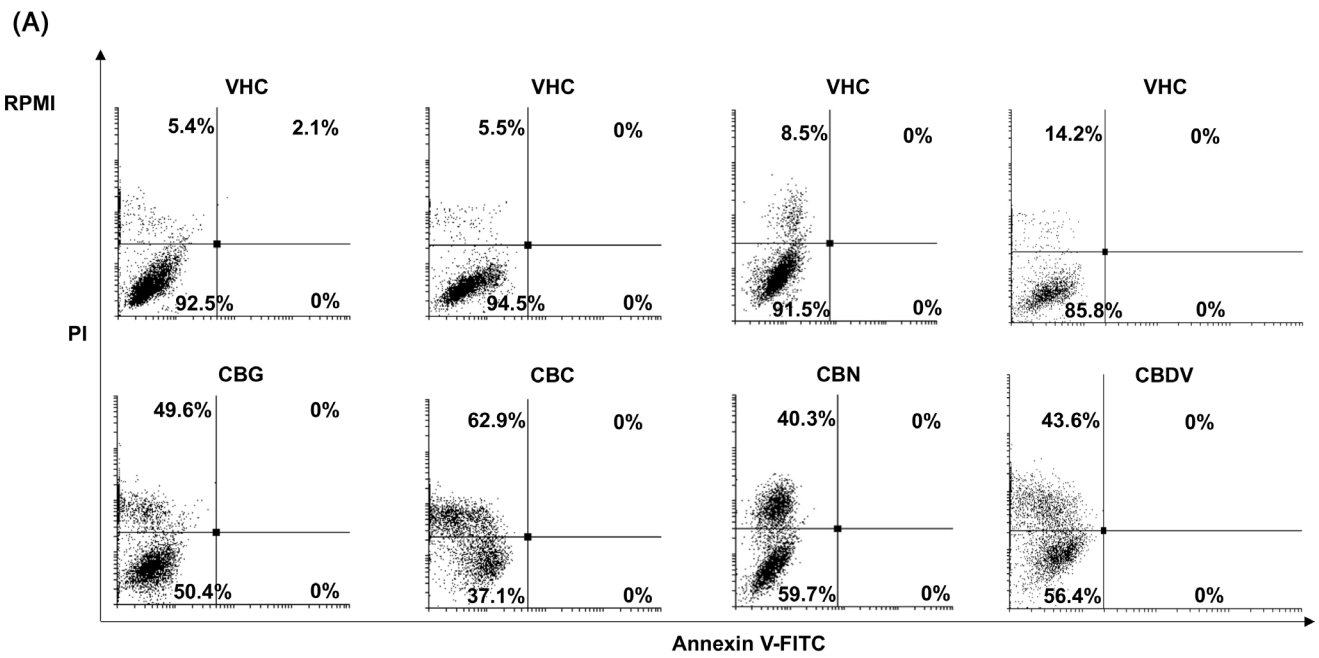 (A)
RPMI
VHC VHC VHC VHC
5.4% 2.1% 5.5% 0% 8.5% 0% 14.2% 0%
92.5% 0% 94.5% 0% 91.5% 0% 85.8% 0%
PI
CBG CBC CBN CBDV
49.6% 0% 62.9% 0% 40.3% 0% 43.6% 0%
50.4% 0% 37.1% 0% 59.7% 0% 56.4% 0%
Annexin V-FITC